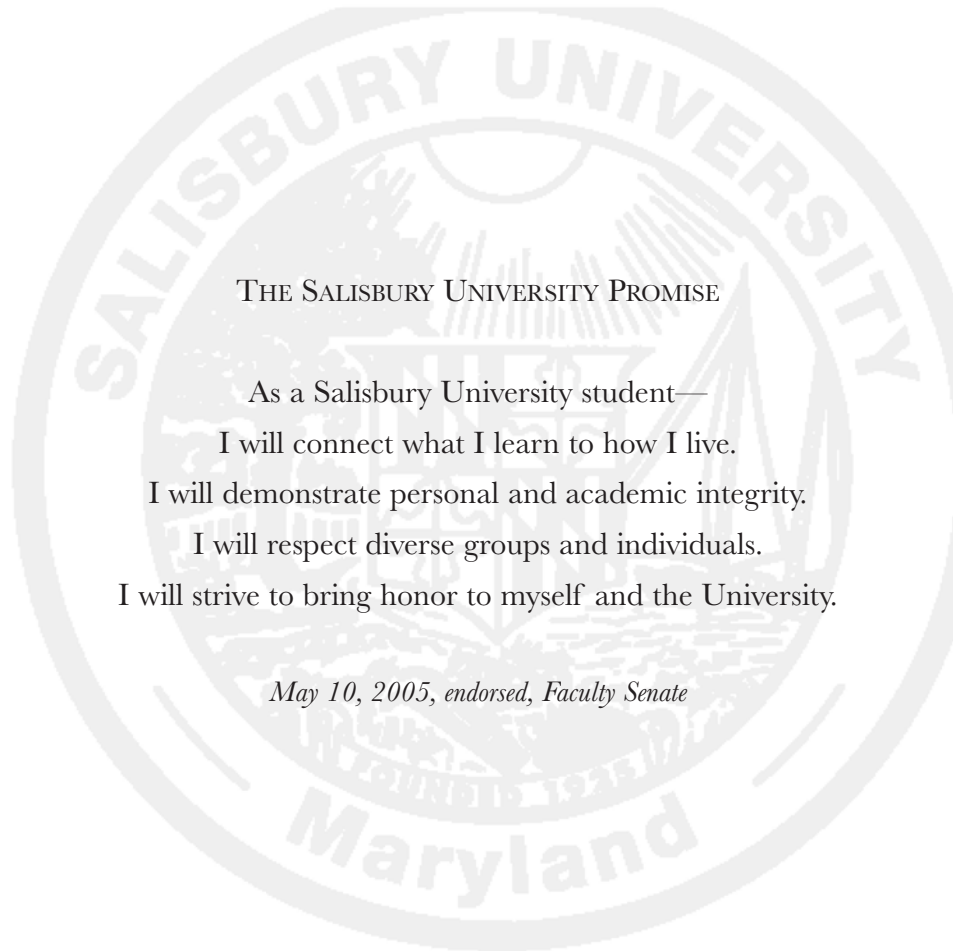 SALISBURY UNIVERSITY
THE SALISBURY UNIVERSITY PROMISE
As a Salisbury University student—
I will connect what I learn to how I live.
I will demonstrate personal and academic integrity.
I will respect diverse groups and individuals.
I will strive to bring honor to myself and the University.
May 10, 2005, endorsed, Faculty Senate
FOUNDED 1925
Maryland